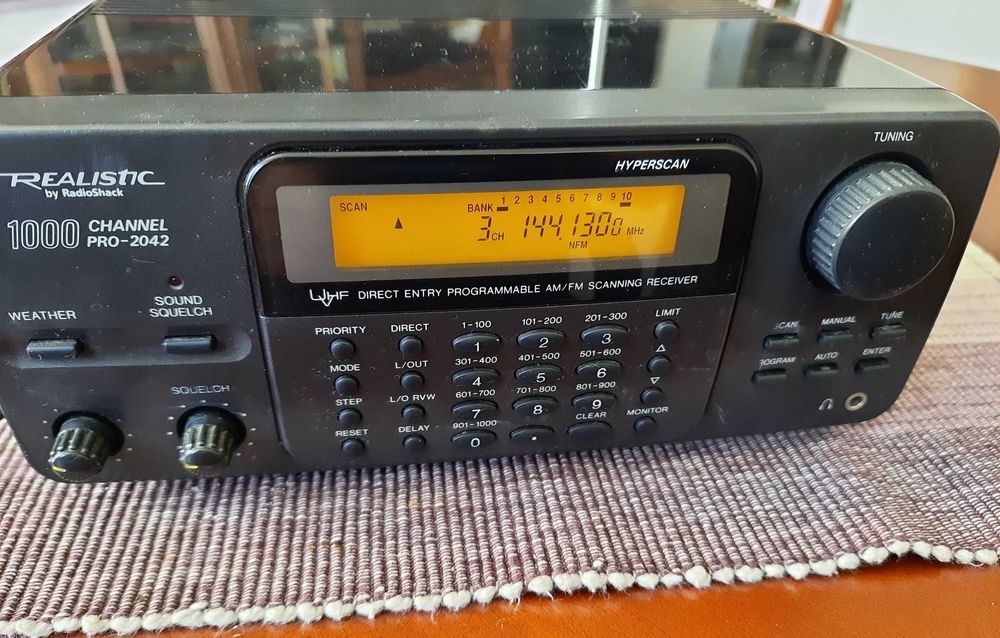 TUNING
HYPERSCAN
REALISTIC
by RadioShack
1000 CHANNEL
PRO-2042
SCAN
BANK 1 2 3 4 5 6 7 8 9 10
3 CH 144.1300 MHz
NFM
UVHF DIRECT ENTRY PROGRAMMABLE AM/FM SCANNING RECEIVER
WEATHER
SOUND
SQUELCH
SQUELCH
PRIORITY DIRECT 1-100 101-200 201-300 LIMIT
1 2 3
MODE L/OUT 301-400 401-500 501-600 △
4 5 6
STEP L/O RVW 601-700 701-800 801-900 ▽
7 8 9
RESET DELAY 901-1000 CLEAR MONITOR
0 .
SCAN MANUAL TUNE
PROGRAM AUTO ENTER